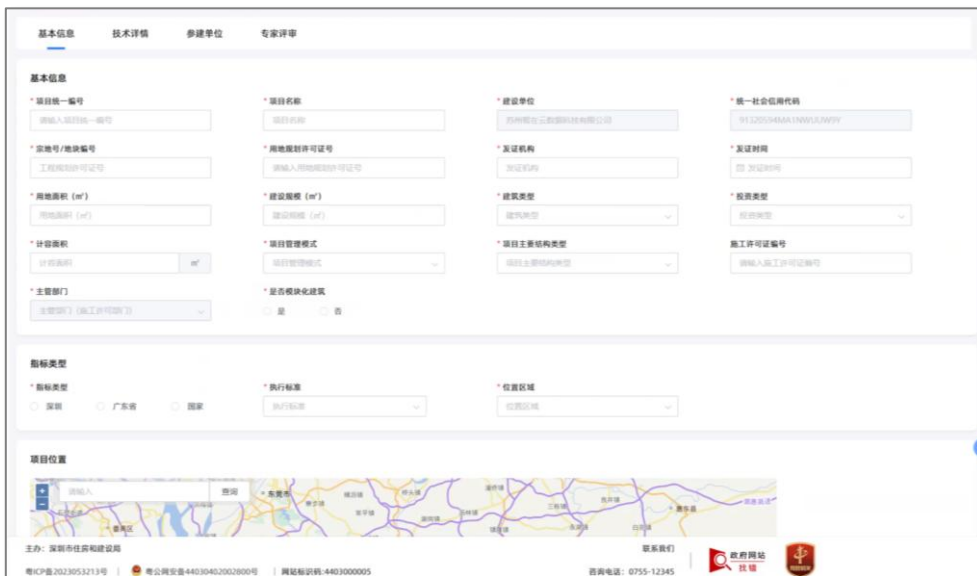 基本信息 技术详情 参建单位 专家评审
基本信息
* 项目统一编号 * 项目名称 * 建设单位 * 统一社会信用代码
请输入项目统一编号 项目名称
* 宗地号/地块编号 * 用地规划许可证号 * 发证机构 * 发证时间
工程规划许可证号 请输入用地规划许可证号 发证机构 发证时间
* 用地面积（㎡） * 建设规模（㎡） * 建筑类型 * 投资类型
用地面积（㎡） 建设规模（㎡） 建筑类型 投资类型
* 计容面积 * 项目管理模式 * 项目主要结构类型 施工许可证编号
计容面积 ㎡ 项目管理模式 项目主要结构类型 请输入施工许可证编号
* 主管部门 * 是否模块化建筑
主管部门（施工许可部门） 是 否
指标类型
* 指标类型 * 执行标准 * 位置区域
深圳 广东省 国家 执行标准 位置区域
项目位置
+ 请输入 查询 东莞市
−
番禺区 惠东县
主办：深圳市住房和建设局 联系我们
粤ICP备2023053213号 | 粤公网安备44030402002800号 | 网站标识码:4403000005 咨询电话：0755-12345
政府网站
找错